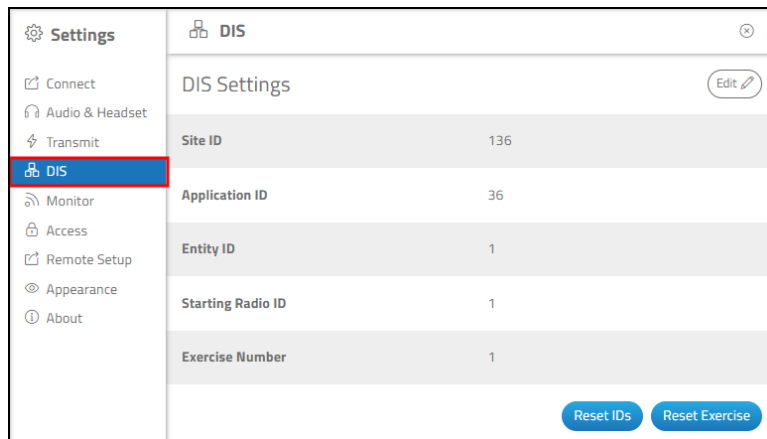 Settings
Connect
Audio & Headset
Transmit
DIS
Monitor
Access
Remote Setup
Appearance
About
DIS
DIS Settings
Edit
Site ID 136
Application ID 36
Entity ID 1
Starting Radio ID 1
Exercise Number 1
Reset IDs Reset Exercise